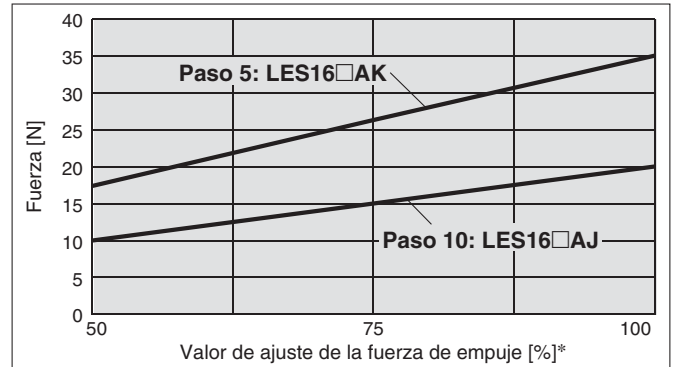 40
35
30
25
20
15
10
5
0
Fuerza [N]
Paso 5: LES16□AK
Paso 10: LES16□AJ
50 75 100
Valor de ajuste de la fuerza de empuje [%]*